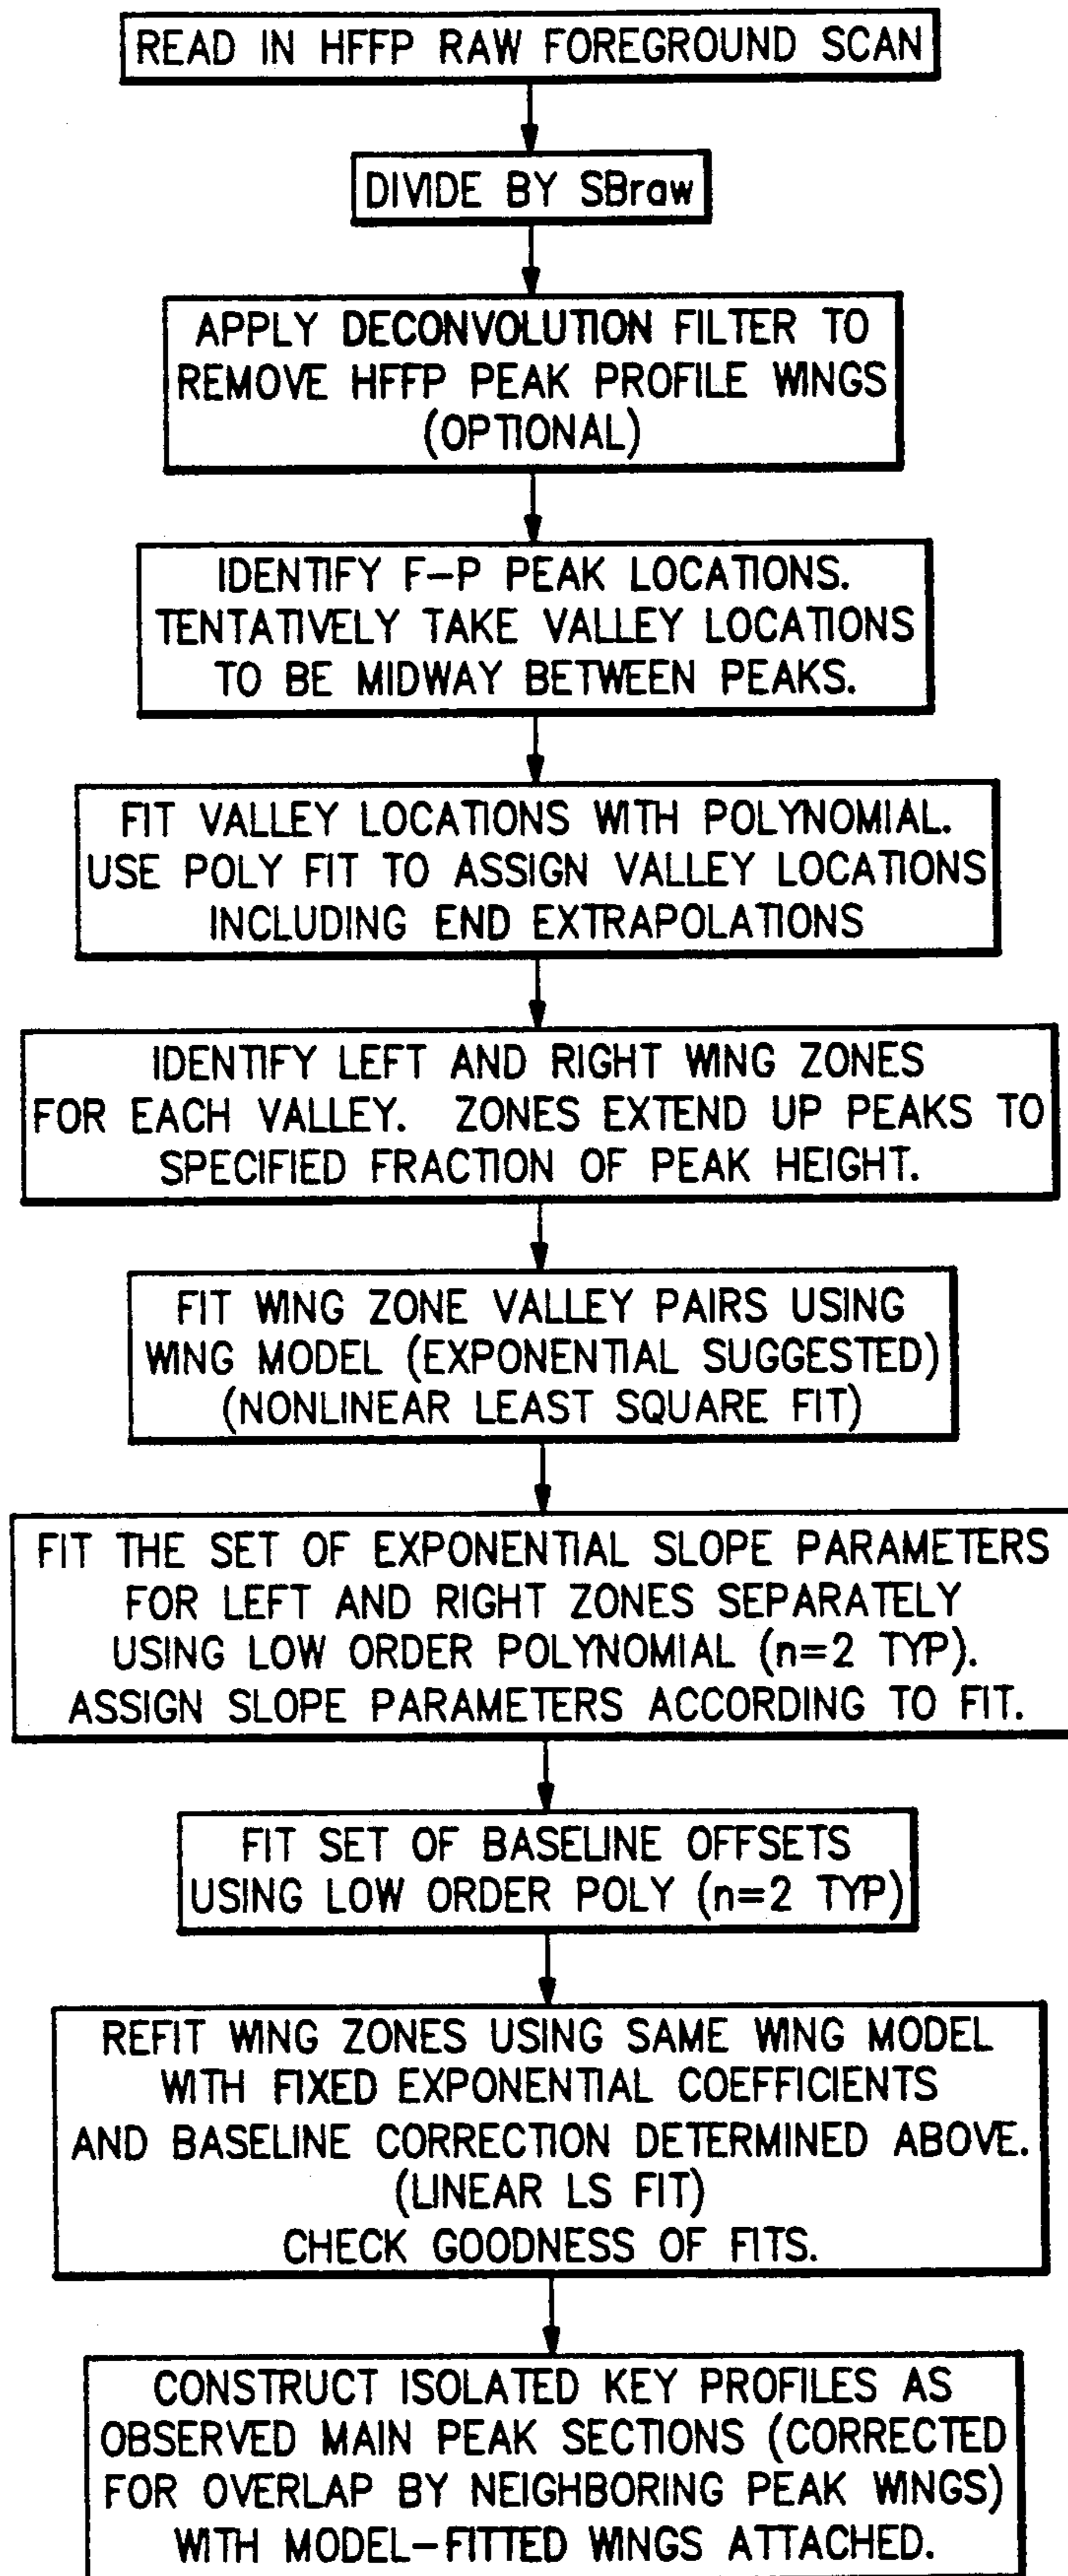 READ IN HFFP RAW FOREGROUND SCAN
DIVIDE BY SBraw
APPLY DECONVOLUTION FILTER TO
REMOVE HFFP PEAK PROFILE WINGS
(OPTIONAL)
IDENTIFY F-P PEAK LOCATIONS.
TENTATIVELY TAKE VALLEY LOCATIONS
TO BE MIDWAY BETWEEN PEAKS.
FIT VALLEY LOCATIONS WITH POLYNOMIAL.
USE POLY FIT TO ASSIGN VALLEY LOCATIONS
INCLUDING END EXTRAPOLATIONS
IDENTIFY LEFT AND RIGHT WING ZONES
FOR EACH VALLEY. ZONES EXTEND UP PEAKS TO
SPECIFIED FRACTION OF PEAK HEIGHT.
FIT WING ZONE VALLEY PAIRS USING
WING MODEL (EXPONENTIAL SUGGESTED)
(NONLINEAR LEAST SQUARE FIT)
FIT THE SET OF EXPONENTIAL SLOPE PARAMETERS
FOR LEFT AND RIGHT ZONES SEPARATELY
USING LOW ORDER POLYNOMIAL (n=2 TYP).
ASSIGN SLOPE PARAMETERS ACCORDING TO FIT.
FIT SET OF BASELINE OFFSETS
USING LOW ORDER POLY (n=2 TYP)
REFIT WING ZONES USING SAME WING MODEL
WITH FIXED EXPONENTIAL COEFFICIENTS
AND BASELINE CORRECTION DETERMINED ABOVE.
(LINEAR LS FIT)
CHECK GOODNESS OF FITS.
CONSTRUCT ISOLATED KEY PROFILES AS
OBSERVED MAIN PEAK SECTIONS (CORRECTED
FOR OVERLAP BY NEIGHBORING PEAK WINGS)
WITH MODEL-FITTED WINGS ATTACHED.